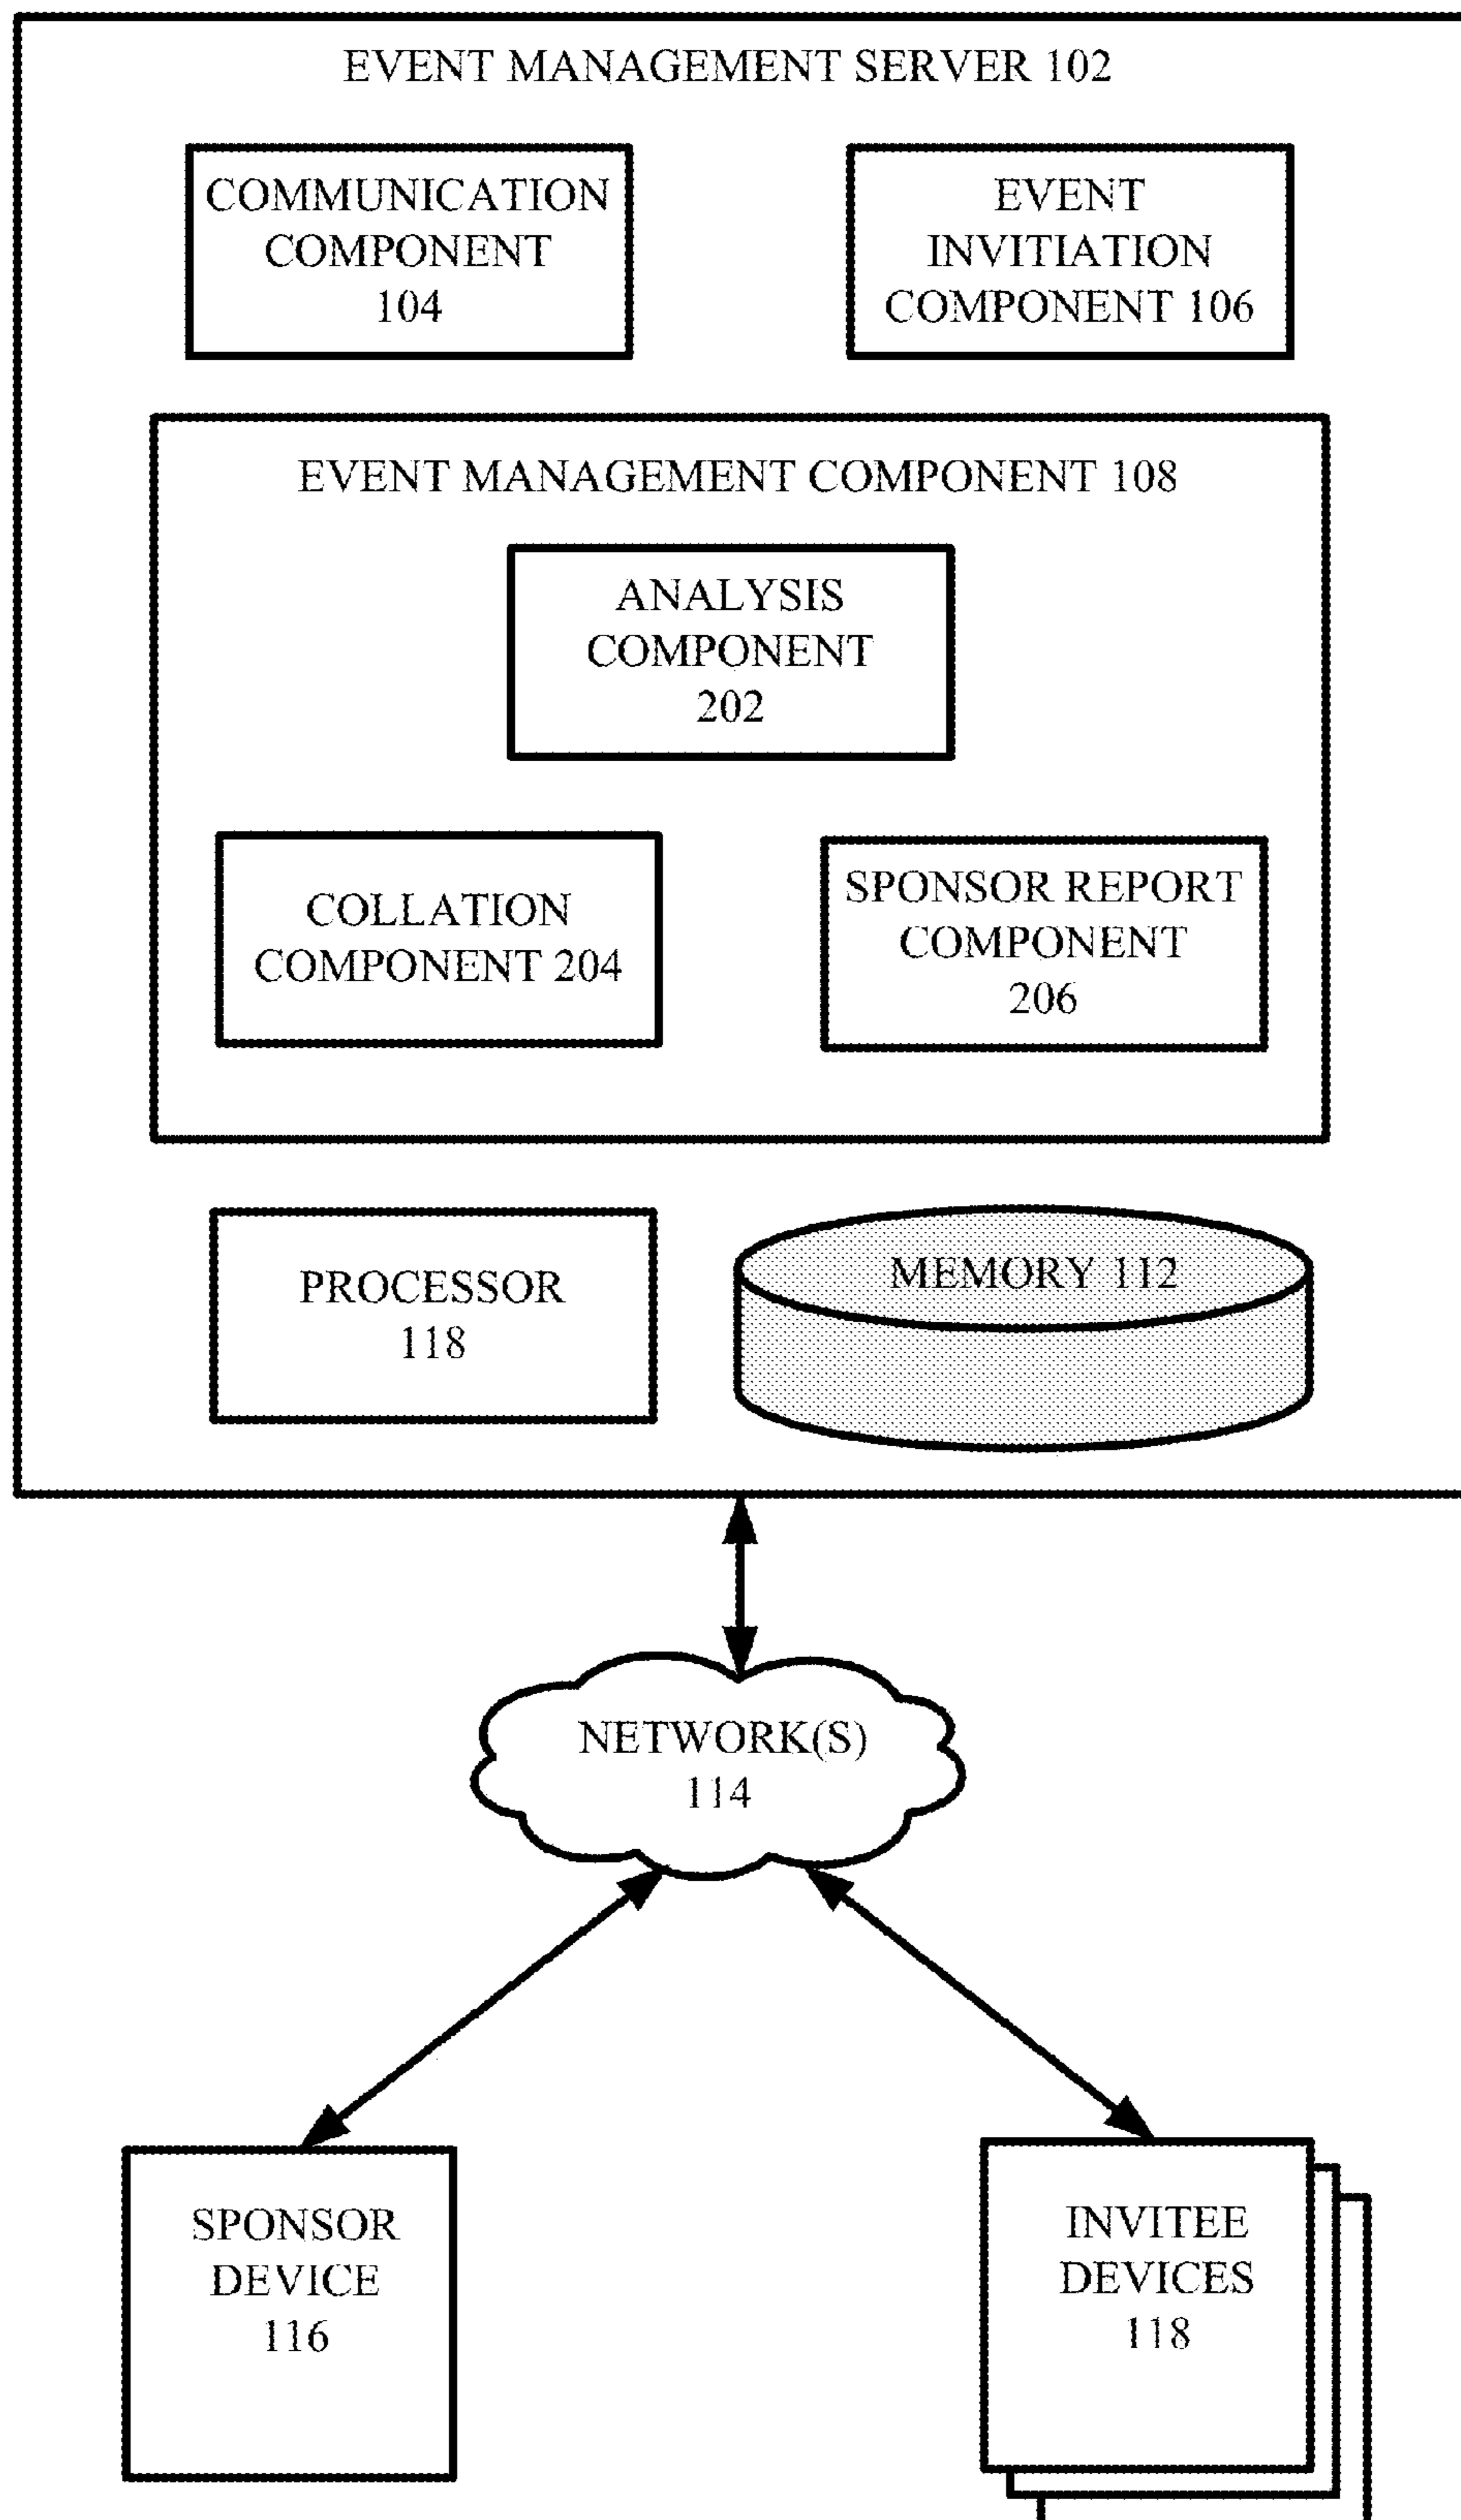 EVENT MANAGEMENT SERVER 102
COMMUNICATION
COMPONENT
104
EVENT
INVITIATION
COMPONENT 106
EVENT MANAGEMENT COMPONENT 108
ANALYSIS
COMPONENT
202
COLLATION
COMPONENT 204
SPONSOR REPORT
COMPONENT
206
PROCESSOR
118
MEMORY 112
NETWORK(S)
114
SPONSOR
DEVICE
116
INVITEE
DEVICES
118